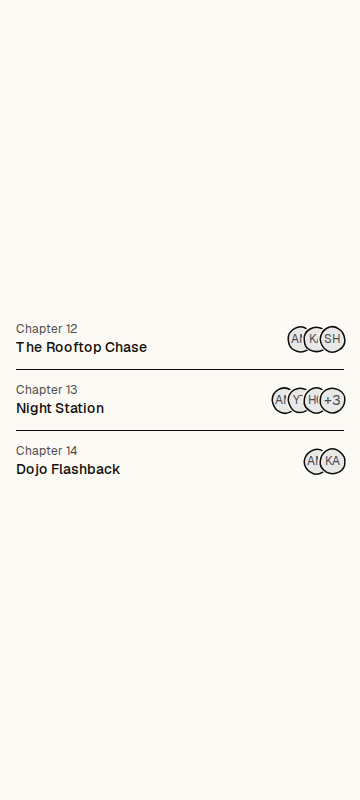 Chapter 12
The Rooftop Chase
SH
Chapter 13
Night Station
+3
Chapter 14
Dojo Flashback
KA